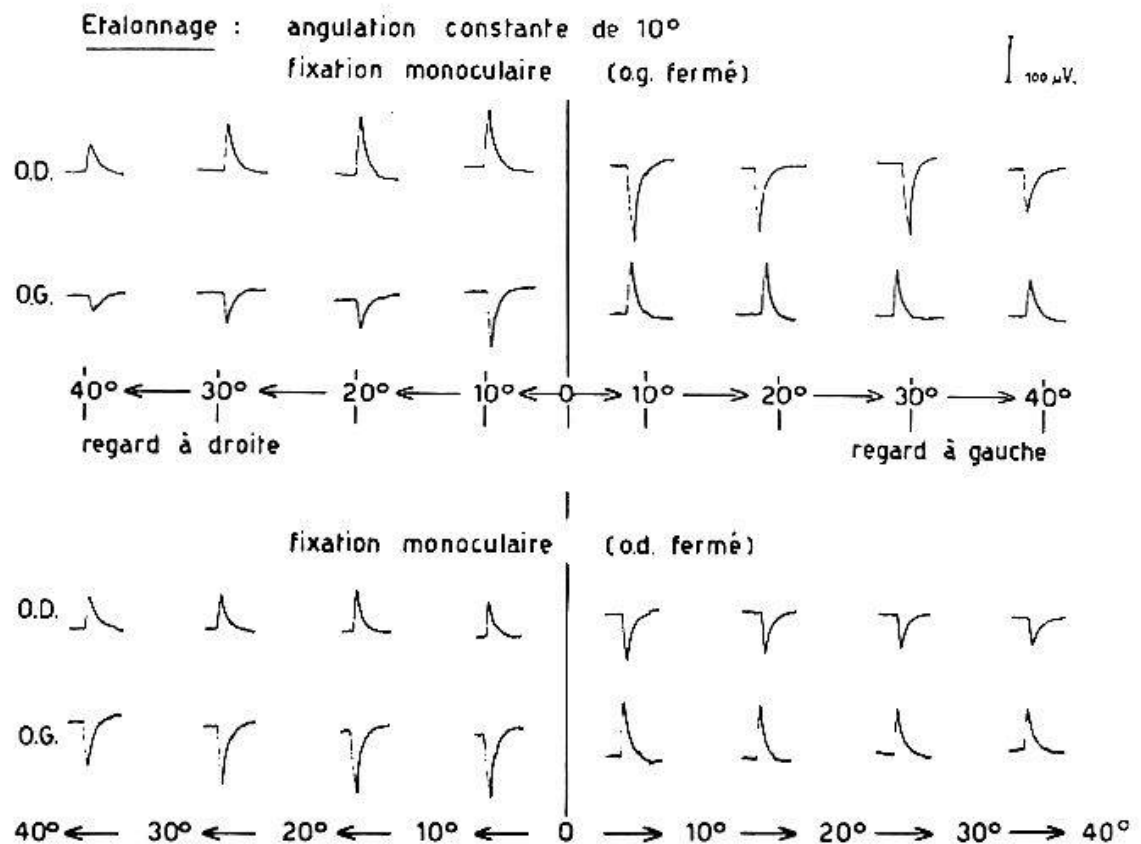 Etalonnage : angulation constante de 10°
fixation monoculaire (o.g. fermé)
100 µV.
O.D.
O.G.
40° ← 30° ← 20° ← 10° ← 0 → 10° → 20° → 30° → 40°
regard à droite regard à gauche
fixation monoculaire (o.d. fermé)
O.D.
O.G.
40° ← 30° ← 20° ← 10° ← 0 → 10° → 20° → 30° → 40°